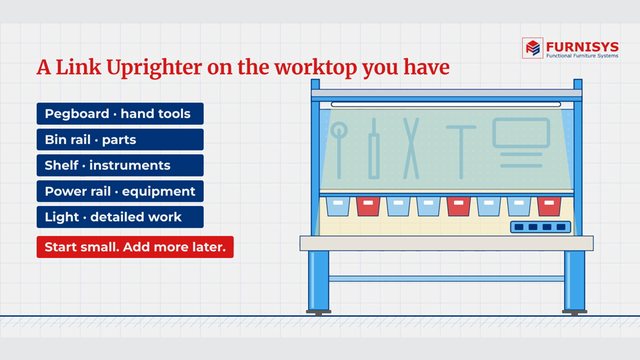 FURNISYS
Functional Furniture Systems
A Link Uprighter on the worktop you have
Pegboard · hand tools
Bin rail · parts
Shelf · instruments
Power rail · equipment
Light · detailed work
Start small. Add more later.